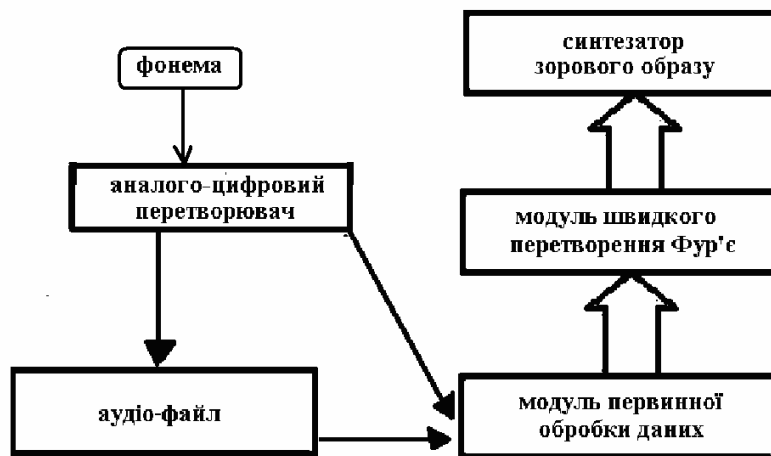 фонема
аналого-цифровий
перетворювач
аудіо-файл
синтезатор
зорового образу
модуль швидкого
перетворення Фур'є
модуль первинної
обробки даних